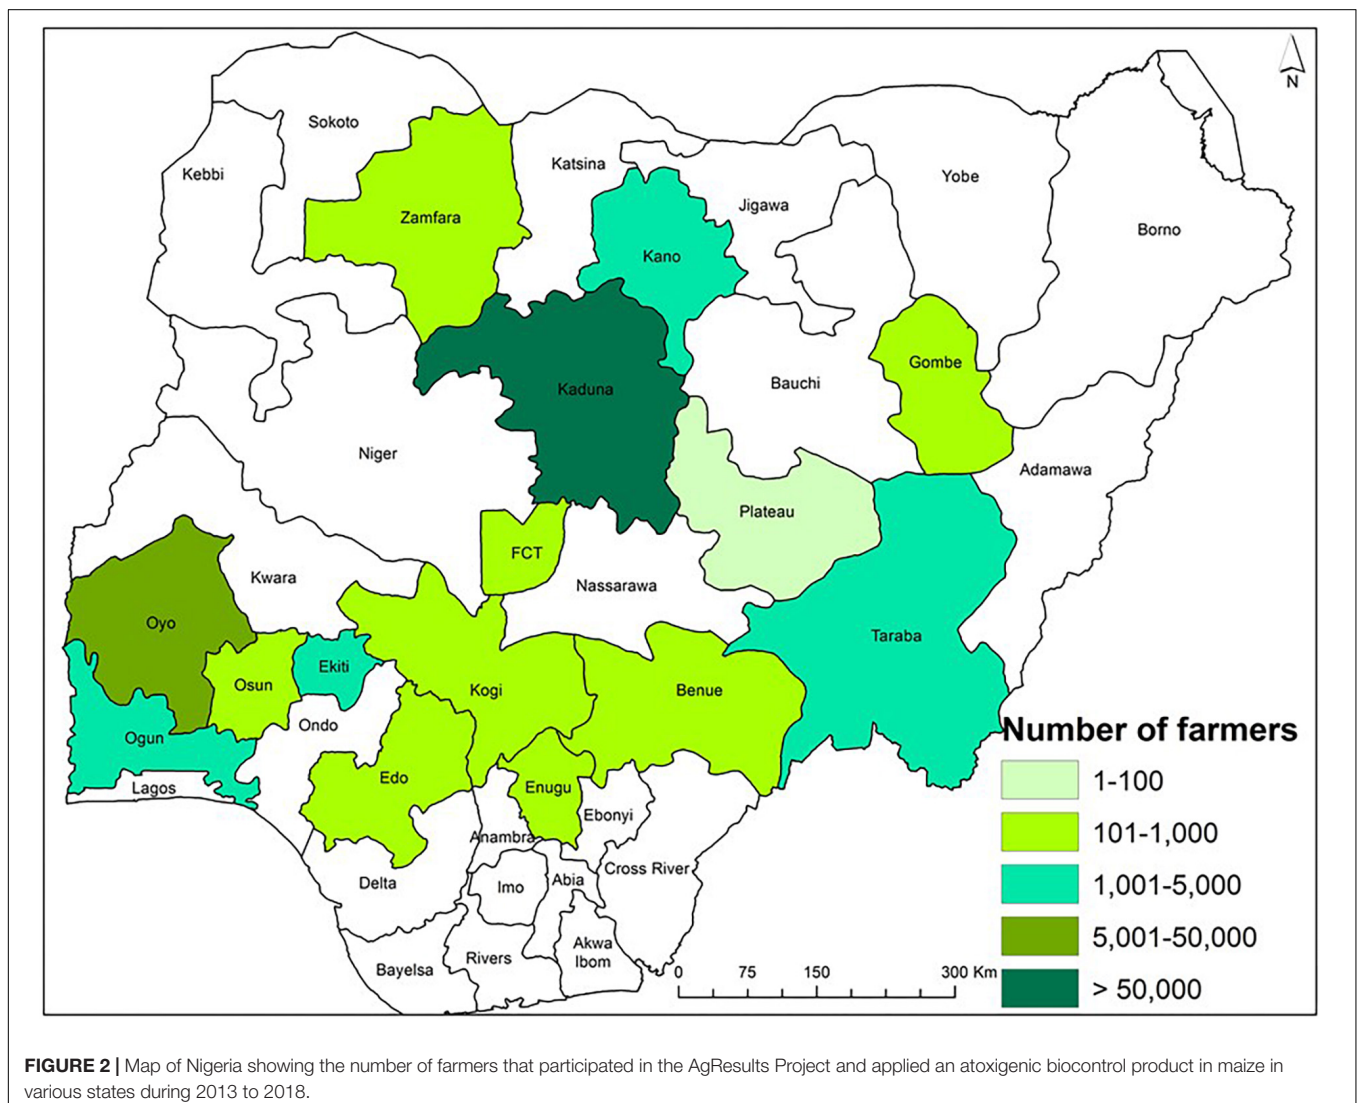 N
Sokoto
Kebbi
Katsina
Yobe
Jigawa
Zamfara
Borno
Kano
Gombe
Bauchi
Kaduna
Niger
Adamawa
Plateau
FCT
Kwara
Nassarawa
Oyo
Taraba
Ekiti
Osun
Kogi
Benue
Ondo
Ogun
Edo
Enugu
Lagos
Ebonyi
Anambra
Cross River
Delta
Imo
Abia
Akwa
Ibom
Rivers
Bayelsa
0 75 150 300 Km
Number of farmers
1-100
101-1,000
1,001-5,000
5,001-50,000
> 50,000
FIGURE 2 | Map of Nigeria showing the number of farmers that participated in the AgResults Project and applied an atoxigenic biocontrol product in maize in
various states during 2013 to 2018.